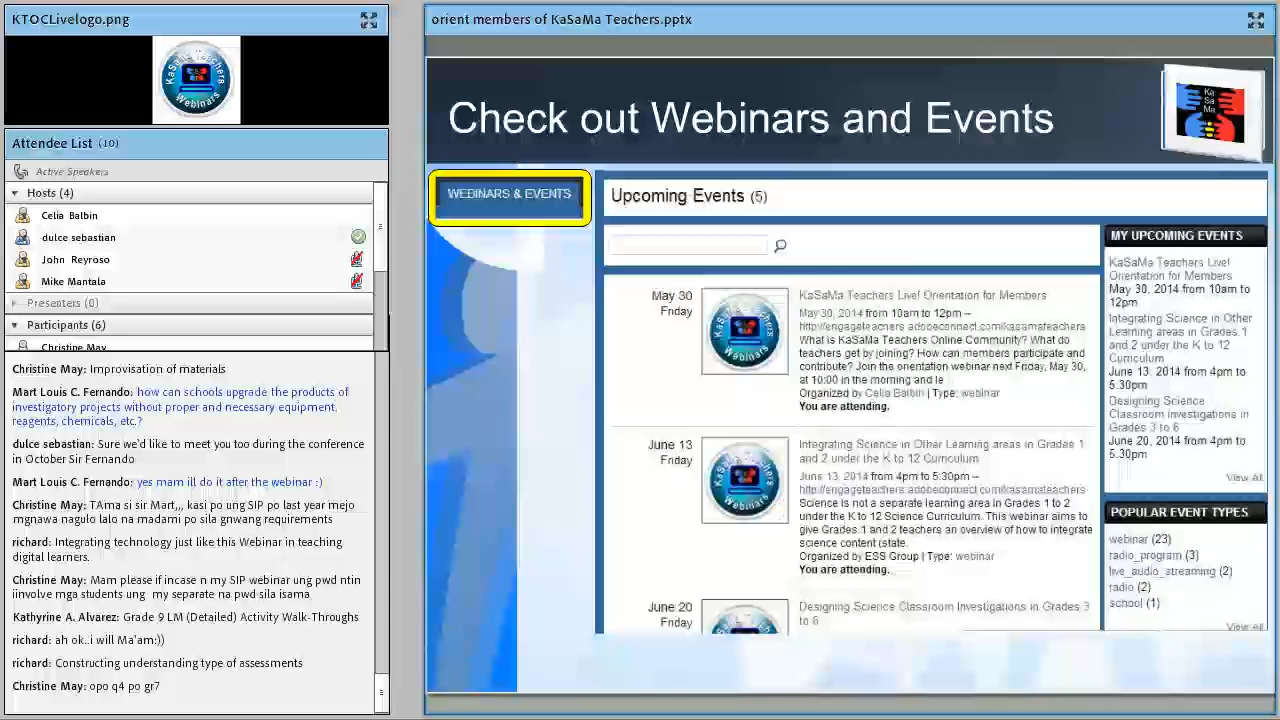 KTOCLivelogo.png
KaSaMa Teachers
Webinars
Attendee List (10)
Active Speakers
Hosts (4)
Celia Balbin
dulce sebastian
John Reyroso
Mike Mantala
Presenters (0)
Participants (6)
Christine May
Christine May: Improvisation of materials
Mart Louis C. Fernando: how can schools upgrade the products of
investigatory projects without proper and necessary equipment,
reagents, chemicals, etc.?
dulce sebastian: Sure we'd like to meet you too during the conference
in October Sir Fernando
Mart Louis C. Fernando: yes mam ill do it after the webinar :)
Christine May: TAma si sir Mart,,, kasi po ung SIP po last year mejo
mgnawa nagulo lalo na madami po sila gnwang requirements
richard: Integrating technology just like this Webinar in teaching
digital learners.
Christine May: Mam please if incase n my SIP webinar ung pwd ntin
iinvolve mga students ung my separate na pwd sila isama
Kathyrine A. Alvarez: Grade 9 LM (Detailed) Activity Walk-Throughs
richard: ah ok..i will Ma'am:))
richard: Constructing understanding type of assessments
Christine May: opo q4 po gr7
orient members of KaSaMa Teachers.pptx
Check out Webinars and Events
Ka
Sa
Ma
WEBINARS & EVENTS
Upcoming Events (5)
May 30
Friday
KaSaMa Teachers Live! Orientation for Members
May 30, 2014 from 10am to 12pm –
http://engageteachers.adobeconnect.com/kasamateachers
What is KaSaMa Teachers Online Community? What do
teachers get by joining? How can members participate and
contribute? Join the orientation webinar next Friday, May 30,
at 10:00 in the morning and le
Organized by Celia Balbin | Type: webinar
You are attending.
June 13
Friday
Integrating Science in Other Learning areas in Grades 1
and 2 under the K to 12 Curriculum
June 13, 2014 from 4pm to 5:30pm –
http://engageteachers.adobeconnect.com/kasamateachers
Science is not a separate learning area in Grades 1 to 2
under the K to 12 Science Curriculum. This webinar aims to
give Grades 1 and 2 teachers an overview of how to integrate
science content (state.
Organized by ESS Group | Type: webinar
You are attending.
June 20
Friday
Designing Science Classroom Investigations in Grades 3
to 6
MY UPCOMING EVENTS
KaSaMa Teachers Live!
Orientation for Members
May 30, 2014 from 10am to
12pm
Integrating Science in Other
Learning areas in Grades 1
and 2 under the K to 12
Curriculum
June 13, 2014 from 4pm to
5:30pm
Designing Science
Classroom Investigations in
Grades 3 to 6
June 20, 2014 from 4pm to
5:30pm
View All
POPULAR EVENT TYPES
webinar (23)
radio_program (3)
live_audio_streaming (2)
radio (2)
school (1)
View All